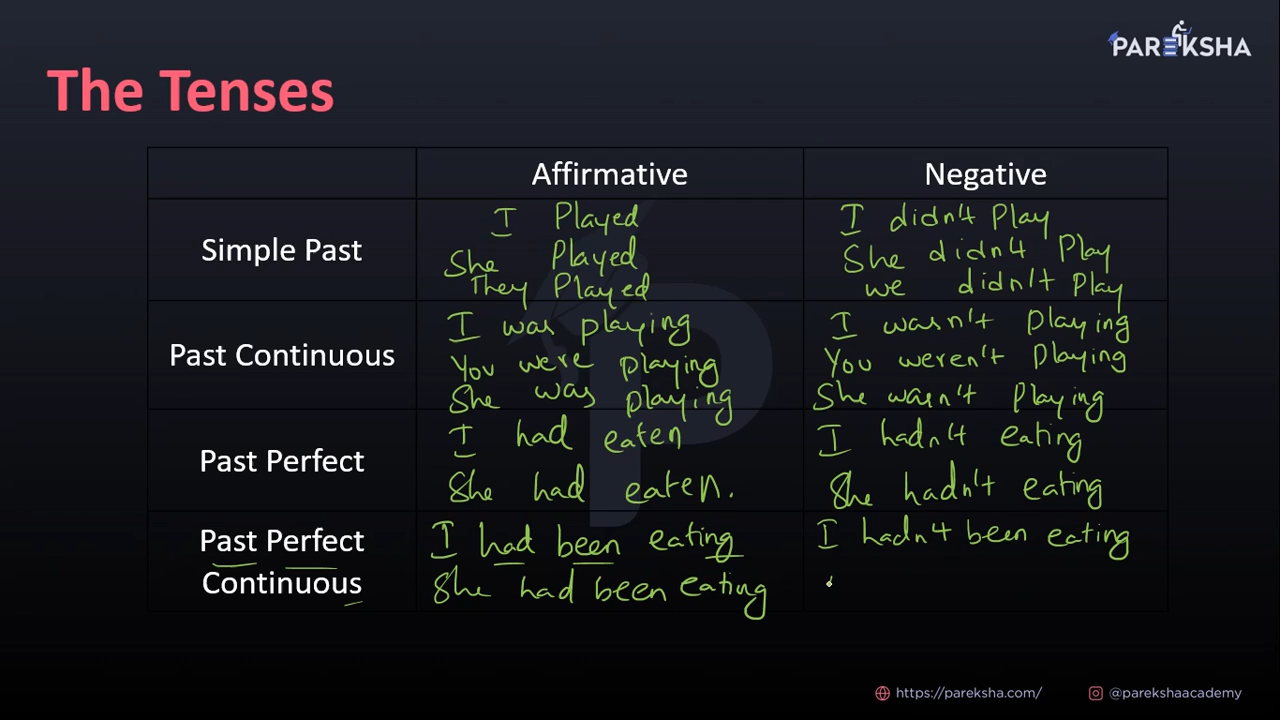 PAREKSHA
The Tenses
Affirmative Negative
Simple Past
I Played
She Played
They Played
I didn't Play
She didn't Play
we didn't Play
Past Continuous
I was playing
You were playing
She was playing
I wasn't playing
You weren't Playing
She wasn't Playing
Past Perfect
I had eaten
She had eaten.
I hadn't eating
She hadn't eating
Past Perfect
Continuous
I had been eating
She had been eating
I hadn't been eating
https://pareksha.com/ @parekshaacademy